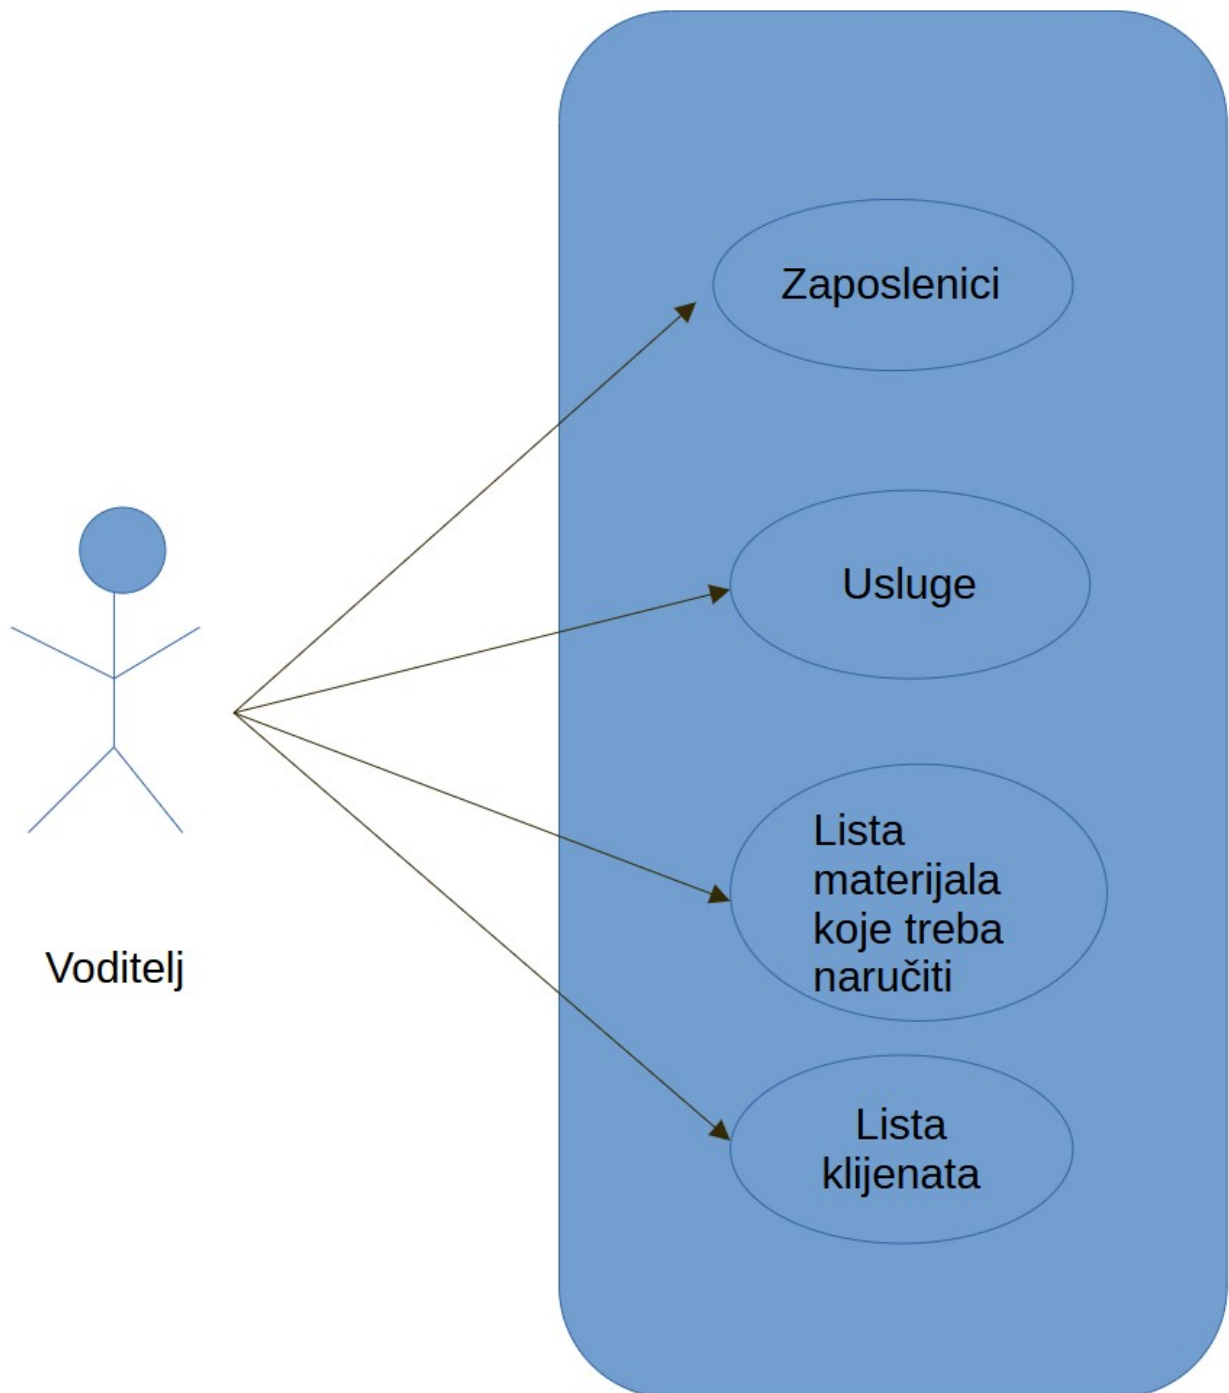 Zaposlenici
Usluge
Lista
materijala
koje treba
naručiti
Voditelj
Lista
klijenata